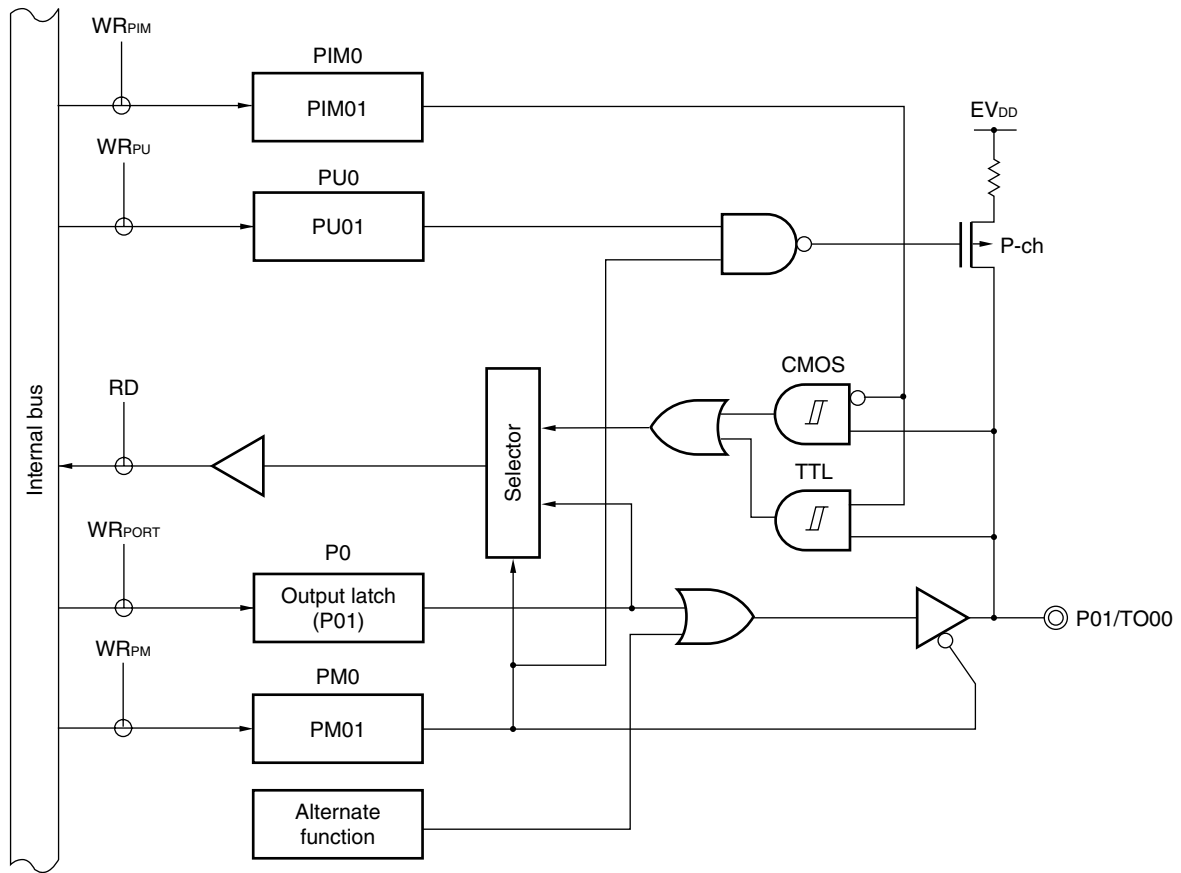 WRPIM
PIM0
PIM01
EVDD
WRPU
PU0
PU01
P-ch
CMOS
RD
Internal bus
Selector
TTL
WRPORT
P0
Output latch
(P01)
P01/TO00
WRPM
PM0
PM01
Alternate
function